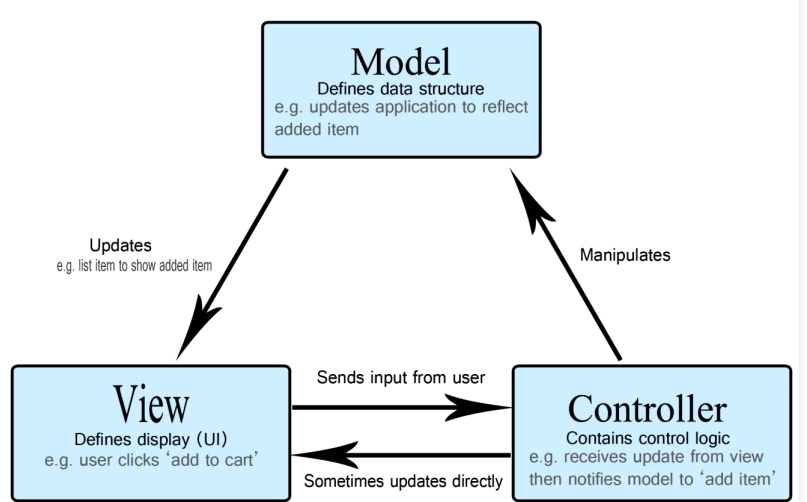 Model
Defines data structure
e.g. updates application to reflect
added item
Updates
e.g. list item to show added item
Manipulates
View
Defines display (UI)
e.g. user clicks ‘add to cart’
Sends input from user
Sometimes updates directly
Controller
Contains control logic
e.g. receives update from view
then notifies model to ‘add item’